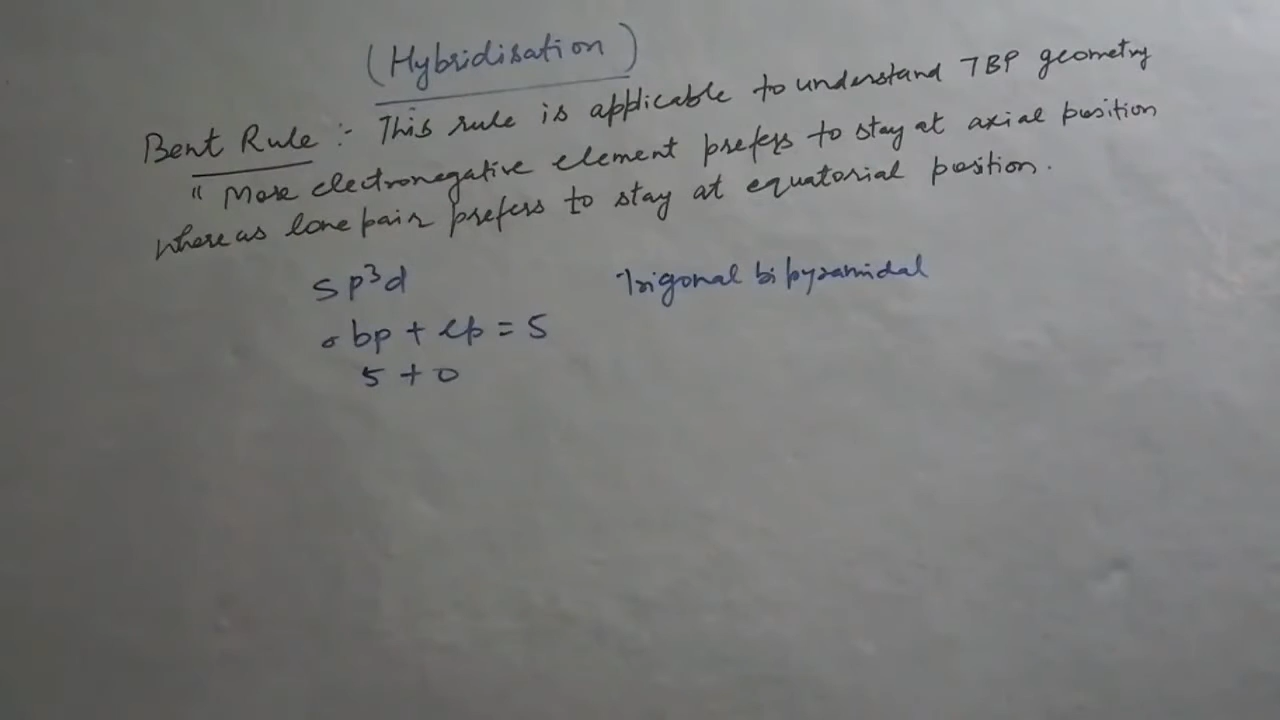 (Hybridisation)
Bent Rule :- This rule is applicable to understand TBP geometry
" More electronegative element prefers to stay at axial position
whereas lone pair prefers to stay at equatorial position.
sp³d Trigonal bipyramidal
σ bp + lp = 5
5 + 0